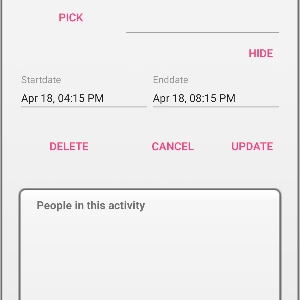 PICK
HIDE
Startdate Enddate
Apr 18, 04:15 PM Apr 18, 08:15 PM
DELETE CANCEL UPDATE
People in this activity